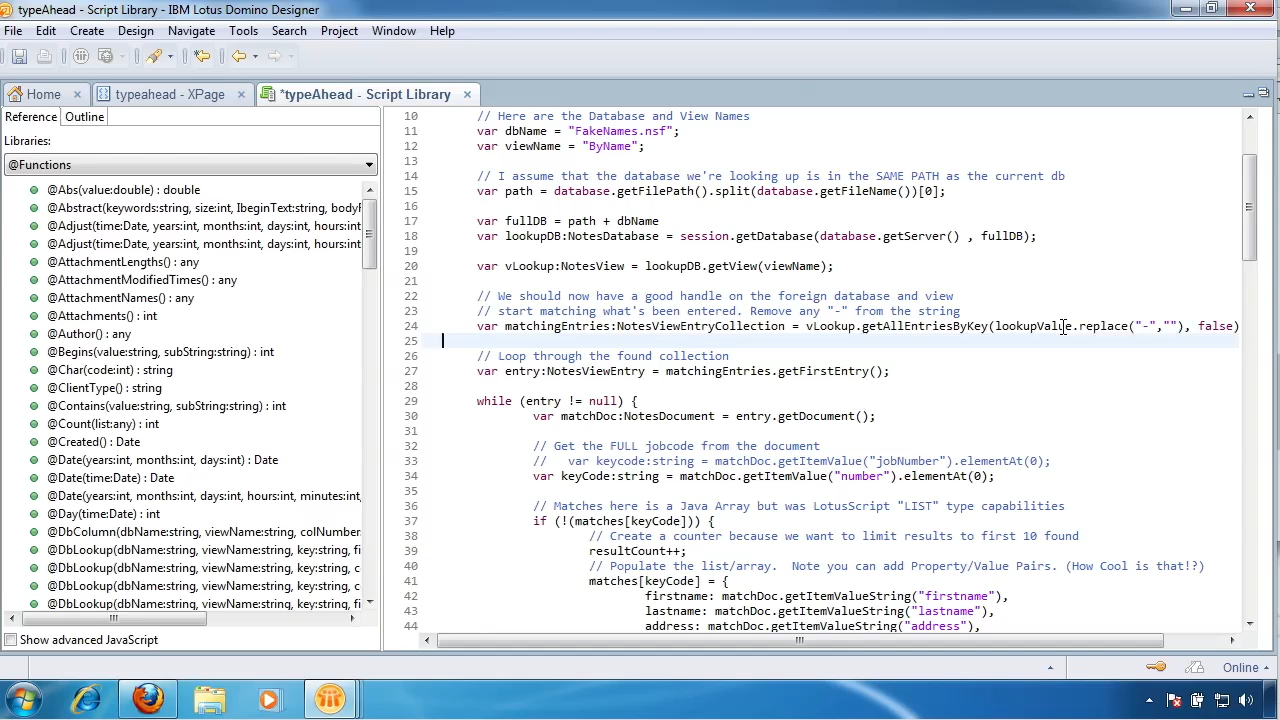 typeAhead - Script Library - IBM Lotus Domino Designer
File Edit Create Design Navigate Tools Search Project Window Help
Home typeahead - XPage *typeAhead - Script Library
Reference Outline
Libraries:
@Functions
@Abs(value:double) : double
@Abstract(keywords:string, size:int, IbeginText:string, bodyF
@Adjust(time:Date, years:int, months:int, days:int, hours:int
@Adjust(time:Date, years:int, months:int, days:int, hours:int
@AttachmentLengths() : any
@AttachmentModifiedTimes() : any
@AttachmentNames() : any
@Attachments() : int
@Author() : any
@Begins(value:string, subString:string) : int
@Char(code:int) : string
@ClientType() : string
@Contains(value:string, subString:string) : int
@Count(list:any) : int
@Created() : Date
@Date(years:int, months:int, days:int) : Date
@Date(time:Date) : Date
@Date(years:int, months:int, days:int, hours:int, minutes:int,
@Day(time:Date) : int
@DbColumn(dbName:string, viewName:string, colNumber
@DbLookup(dbName:string, viewName:string, key:string, fi
@DbLookup(dbName:string, viewName:string, key:string, c
@DbLookup(dbName:string, viewName:string, key:string, fi
@DbLookup(dbName:string, viewName:string, key:string, c
Show advanced JavaScript
10 // Here are the Database and View Names
11 var dbName = "FakeNames.nsf";
12 var viewName = "ByName";
13
14 // I assume that the database we're looking up is in the SAME PATH as the current db
15 var path = database.getFilePath().split(database.getFileName())[0];
16
17 var fullDB = path + dbName
18 var lookupDB:NotesDatabase = session.getDatabase(database.getServer() , fullDB);
19
20 var vLookup:NotesView = lookupDB.getView(viewName);
21
22 // We should now have a good handle on the foreign database and view
23 // start matching what's been entered. Remove any "-" from the string
24 var matchingEntries:NotesViewEntryCollection = vLookup.getAllEntriesByKey(lookupValue.replace("-",""), false)
25
26 // Loop through the found collection
27 var entry:NotesViewEntry = matchingEntries.getFirstEntry();
28
29 while (entry != null) {
30 var matchDoc:NotesDocument = entry.getDocument();
31
32 // Get the FULL jobcode from the document
33 // var keycode:string = matchDoc.getItemValue("jobNumber").elementAt(0);
34 var keyCode:string = matchDoc.getItemValue("number").elementAt(0);
35
36 // Matches here is a Java Array but was LotusScript "LIST" type capabilities
37 if (!(matches[keyCode])) {
38 // Create a counter because we want to limit results to first 10 found
39 resultCount++;
40 // Populate the list/array.  Note you can add Property/Value Pairs. (How Cool is that!?)
41 matches[keyCode] = {
42 firstname: matchDoc.getItemValueString("firstname"),
43 lastname: matchDoc.getItemValueString("lastname"),
44 address: matchDoc.getItemValueString("address"),
Online